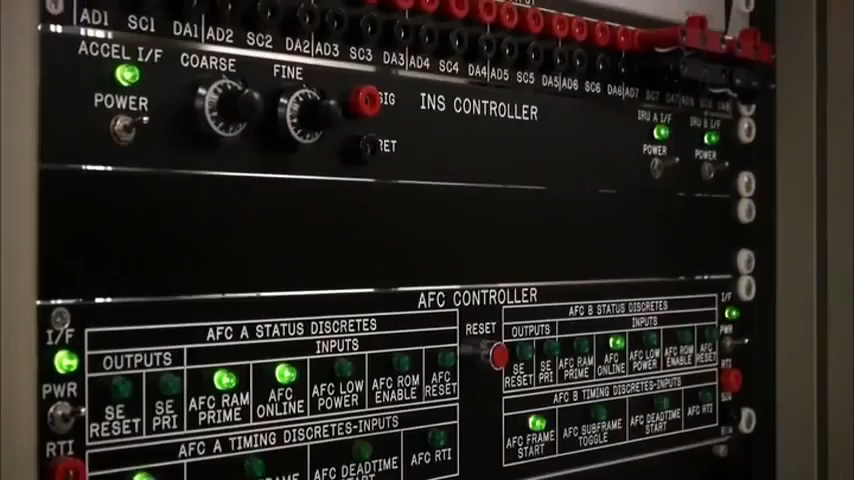 AD1 SC1 DA1 AD2 SC2 DA2 AD3 SC3 DA3 AD4 SC4 DA4 AD5 SC5 DA5 AD6 SC6 DA6 AD7 SC7 DA7
ACCEL I/F
COARSE
FINE
POWER
SIG
RET
INS CONTROLLER
IRU A I/F
IRU B I/F
POWER
POWER
AFC CONTROLLER
I/F
PWR
RTI
AFC A STATUS DISCRETES
OUTPUTS
INPUTS
SE RESET
SE PRI
AFC RAM PRIME
AFC ONLINE
AFC LOW POWER
AFC ROM ENABLE
AFC RESET
AFC A TIMING DISCRETES-INPUTS
AFC DEADTIME
AFC RTI
RESET
AFC B STATUS DISCRETES
OUTPUTS
INPUTS
SE RESET
SE PRI
AFC RAM PRIME
AFC ONLINE
AFC LOW POWER
AFC ROM ENABLE
AFC RESET
AFC B TIMING DISCRETES-INPUTS
AFC FRAME START
AFC SUBFRAME TOGGLE
AFC DEADTIME START
AFC RTI
I/F
PWR
RTI